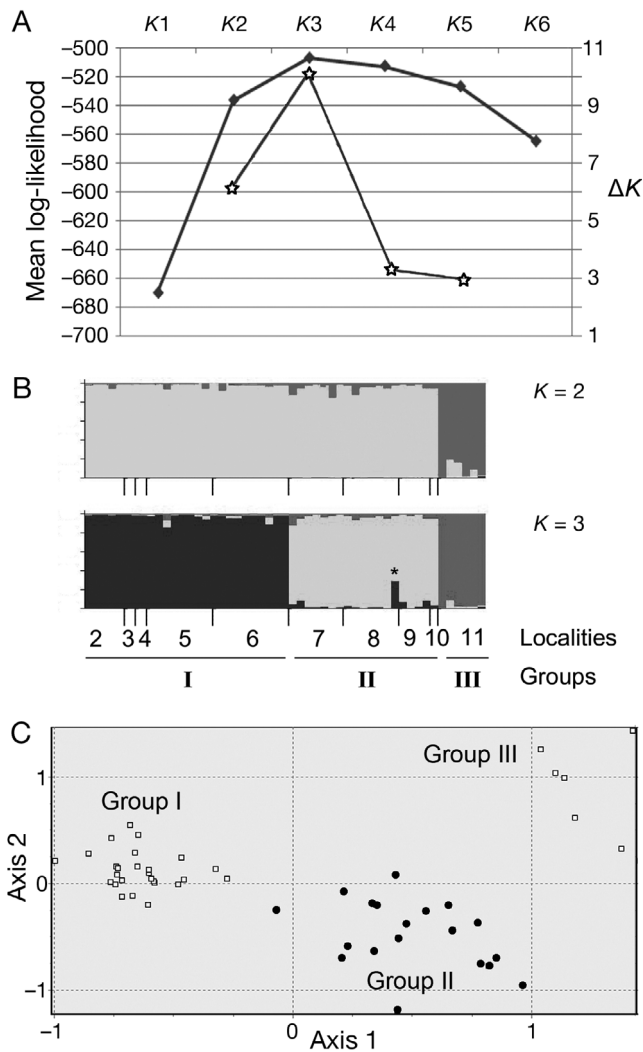 A
K1 K2 K3 K4 K5 K6
−500 11
−520
−540 9
−560
−580 7
−600
−620 5
−640
−660 3
−680
−700 1
Mean log-likelihood
ΔK
B
K = 2
K = 3
*
2 3 4 5 6 7 8 9 10 11 Localities
I II III Groups
C
Group III
Group I
Group II
1
0
−1
Axis 2
−1 0 1
Axis 1